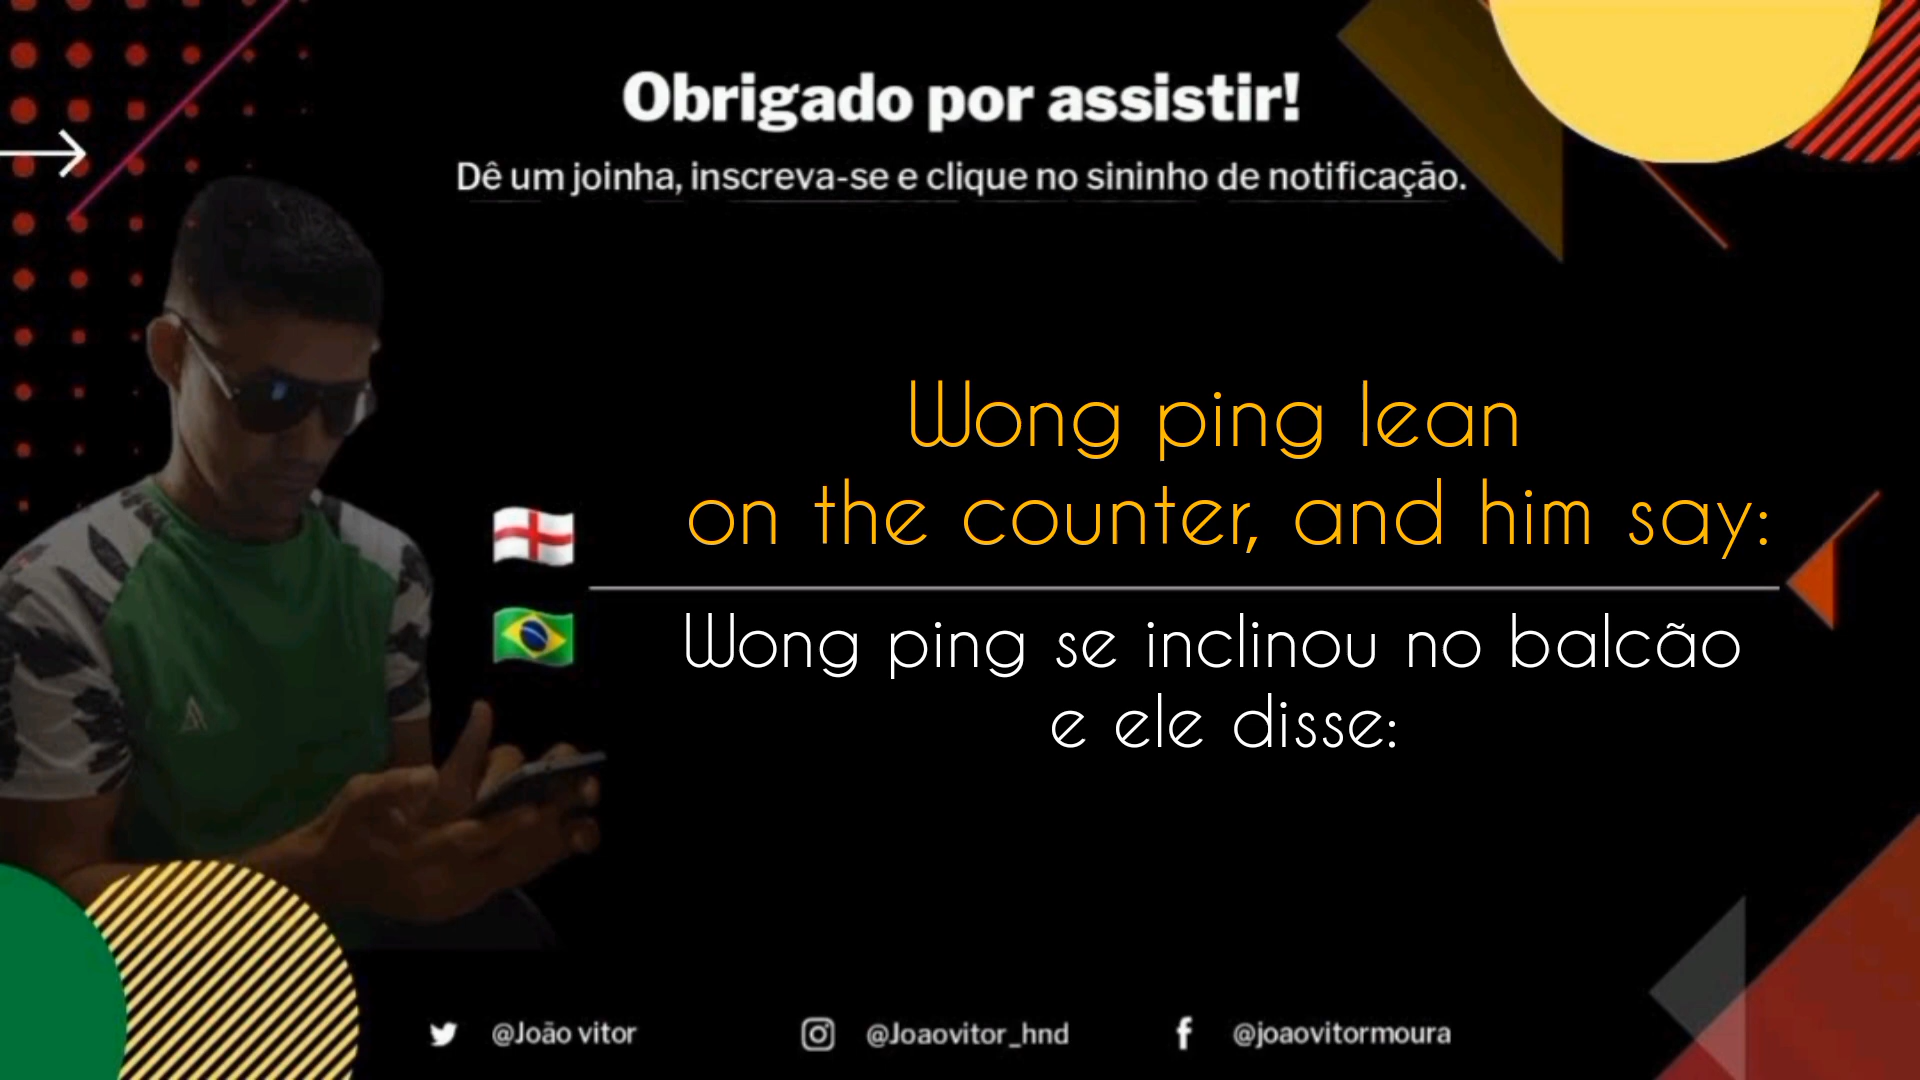 Obrigado por assistir!
Dê um joinha, inscreva-se e clique no sininho de notificação.
Wong ping lean
on the counter, and him say:
Wong ping se inclinou no balcão
e ele disse:
@João vitor
@Joaovitor_hnd
@joaovitormoura